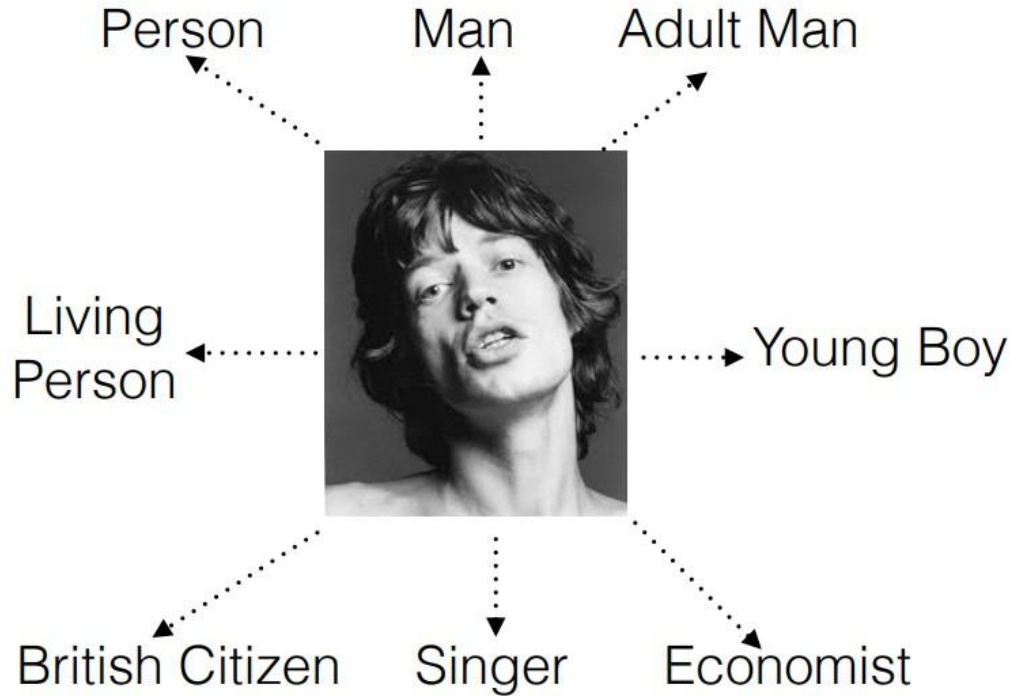 Person
Man
Adult Man
Living
Person
Young Boy
British Citizen
Singer
Economist